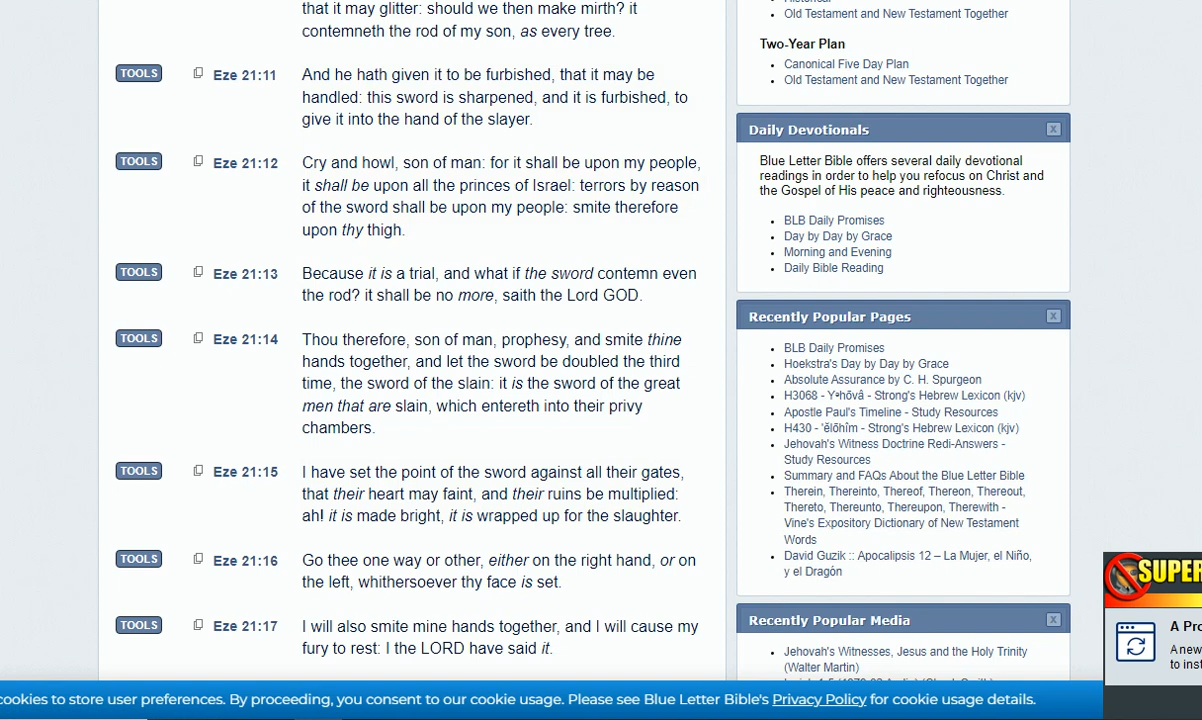 that it may glitter: should we then make mirth? it
contemneth the rod of my son, as every tree.
TOOLS Eze 21:11 And he hath given it to be furbished, that it may be
handled: this sword is sharpened, and it is furbished, to
give it into the hand of the slayer.
TOOLS Eze 21:12 Cry and howl, son of man: for it shall be upon my people,
it shall be upon all the princes of Israel: terrors by reason
of the sword shall be upon my people: smite therefore
upon thy thigh.
TOOLS Eze 21:13 Because it is a trial, and what if the sword contemn even
the rod? it shall be no more, saith the Lord GOD.
TOOLS Eze 21:14 Thou therefore, son of man, prophesy, and smite thine
hands together, and let the sword be doubled the third
time, the sword of the slain: it is the sword of the great
men that are slain, which entereth into their privy
chambers.
TOOLS Eze 21:15 I have set the point of the sword against all their gates,
that their heart may faint, and their ruins be multiplied:
ah! it is made bright, it is wrapped up for the slaughter.
TOOLS Eze 21:16 Go thee one way or other, either on the right hand, or on
the left, whithersoever thy face is set.
TOOLS Eze 21:17 I will also smite mine hands together, and I will cause my
fury to rest: I the LORD have said it.
Old Testament and New Testament Together
Two-Year Plan
Canonical Five Day Plan
Old Testament and New Testament Together
Daily Devotionals
Blue Letter Bible offers several daily devotional
readings in order to help you refocus on Christ and
the Gospel of His peace and righteousness.
BLB Daily Promises
Day by Day by Grace
Morning and Evening
Daily Bible Reading
Recently Popular Pages
BLB Daily Promises
Hoekstra's Day by Day by Grace
Absolute Assurance by C. H. Spurgeon
H3068 - Yᵊhōvâ - Strong's Hebrew Lexicon (kjv)
Apostle Paul's Timeline - Study Resources
H430 - 'ĕlōhîm - Strong's Hebrew Lexicon (kjv)
Jehovah's Witness Doctrine Redi-Answers -
Study Resources
Summary and FAQs About the Blue Letter Bible
Therein, Thereinto, Thereof, Thereon, Thereout,
Thereto, Thereunto, Thereupon, Therewith -
Vine's Expository Dictionary of New Testament
Words
David Guzik :: Apocalipsis 12 – La Mujer, el Niño,
y el Dragón
Recently Popular Media
Jehovah's Witnesses, Jesus and the Holy Trinity
(Walter Martin)
SUPER
A Pro
A new
to inst
cookies to store user preferences. By proceeding, you consent to our cookie usage. Please see Blue Letter Bible's Privacy Policy for cookie usage details.